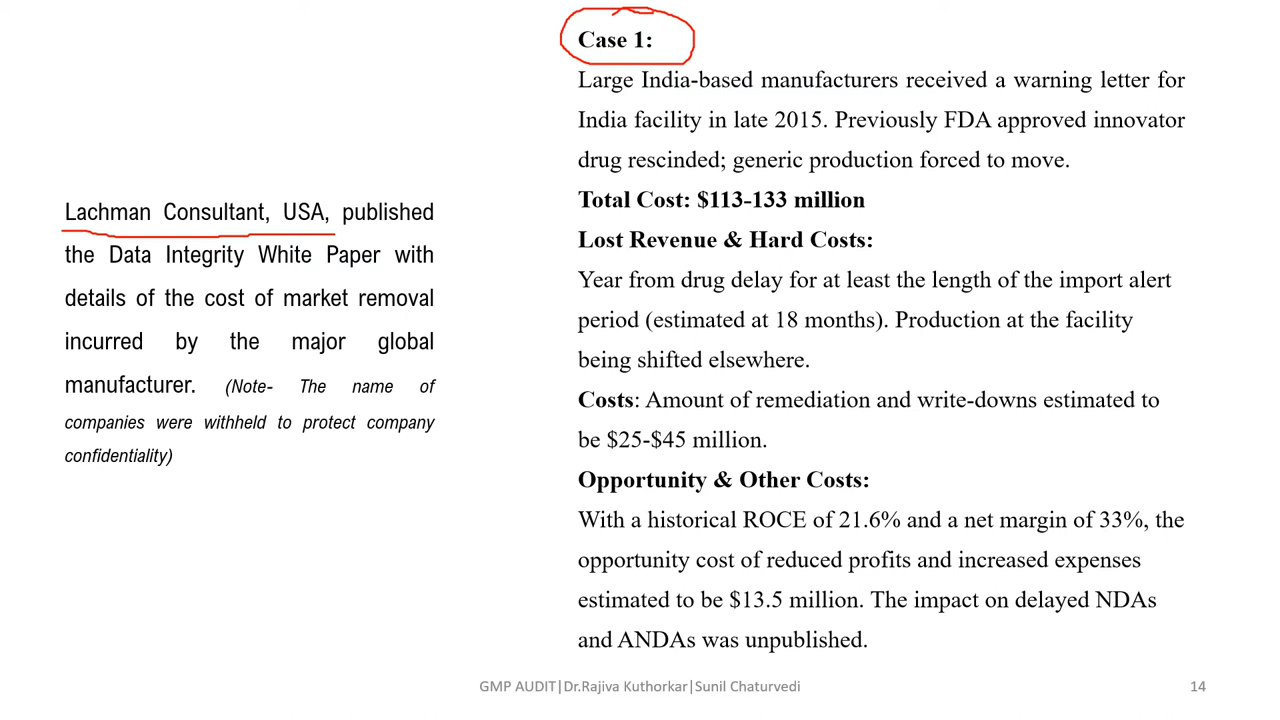 Lachman Consultant, USA, published
the Data Integrity White Paper with
details of the cost of market removal
incurred by the major global
manufacturer. (Note- The name of
companies were withheld to protect company
confidentiality)
Case 1:
Large India-based manufacturers received a warning letter for
India facility in late 2015. Previously FDA approved innovator
drug rescinded; generic production forced to move.
Total Cost: $113-133 million
Lost Revenue & Hard Costs:
Year from drug delay for at least the length of the import alert
period (estimated at 18 months). Production at the facility
being shifted elsewhere.
Costs: Amount of remediation and write-downs estimated to
be $25-$45 million.
Opportunity & Other Costs:
With a historical ROCE of 21.6% and a net margin of 33%, the
opportunity cost of reduced profits and increased expenses
estimated to be $13.5 million. The impact on delayed NDAs
and ANDAs was unpublished.
GMP AUDIT|Dr.Rajiva Kuthorkar|Sunil Chaturvedi
14